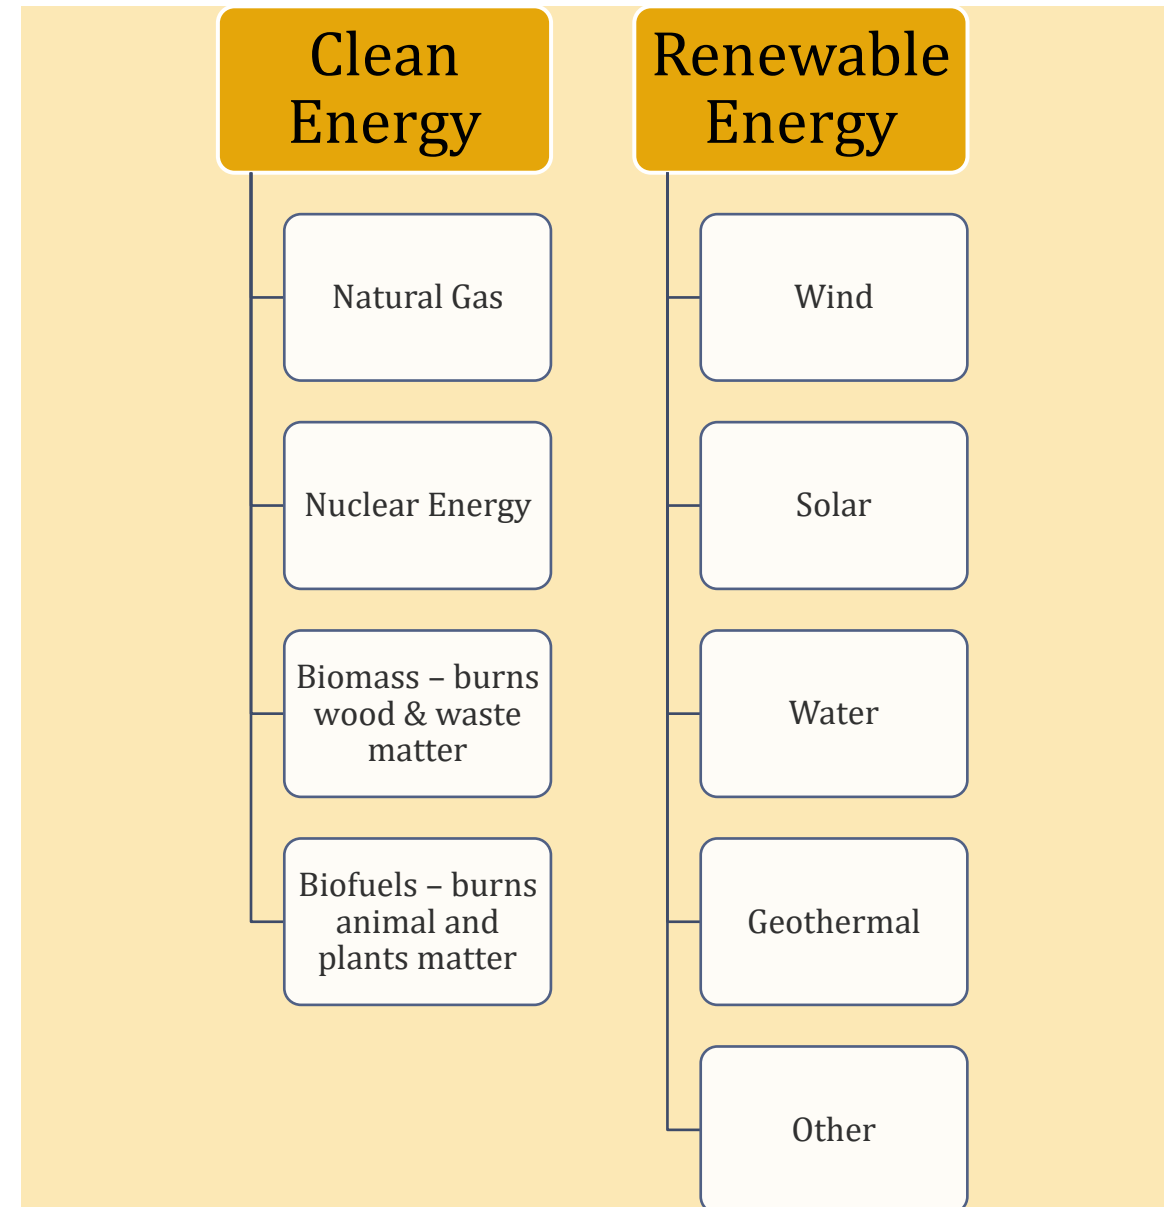 Clean
Energy
Natural Gas
Nuclear Energy
Biomass – burns
wood & waste
matter
Biofuels – burns
animal and
plants matter
Renewable
Energy
Wind
Solar
Water
Geothermal
Other